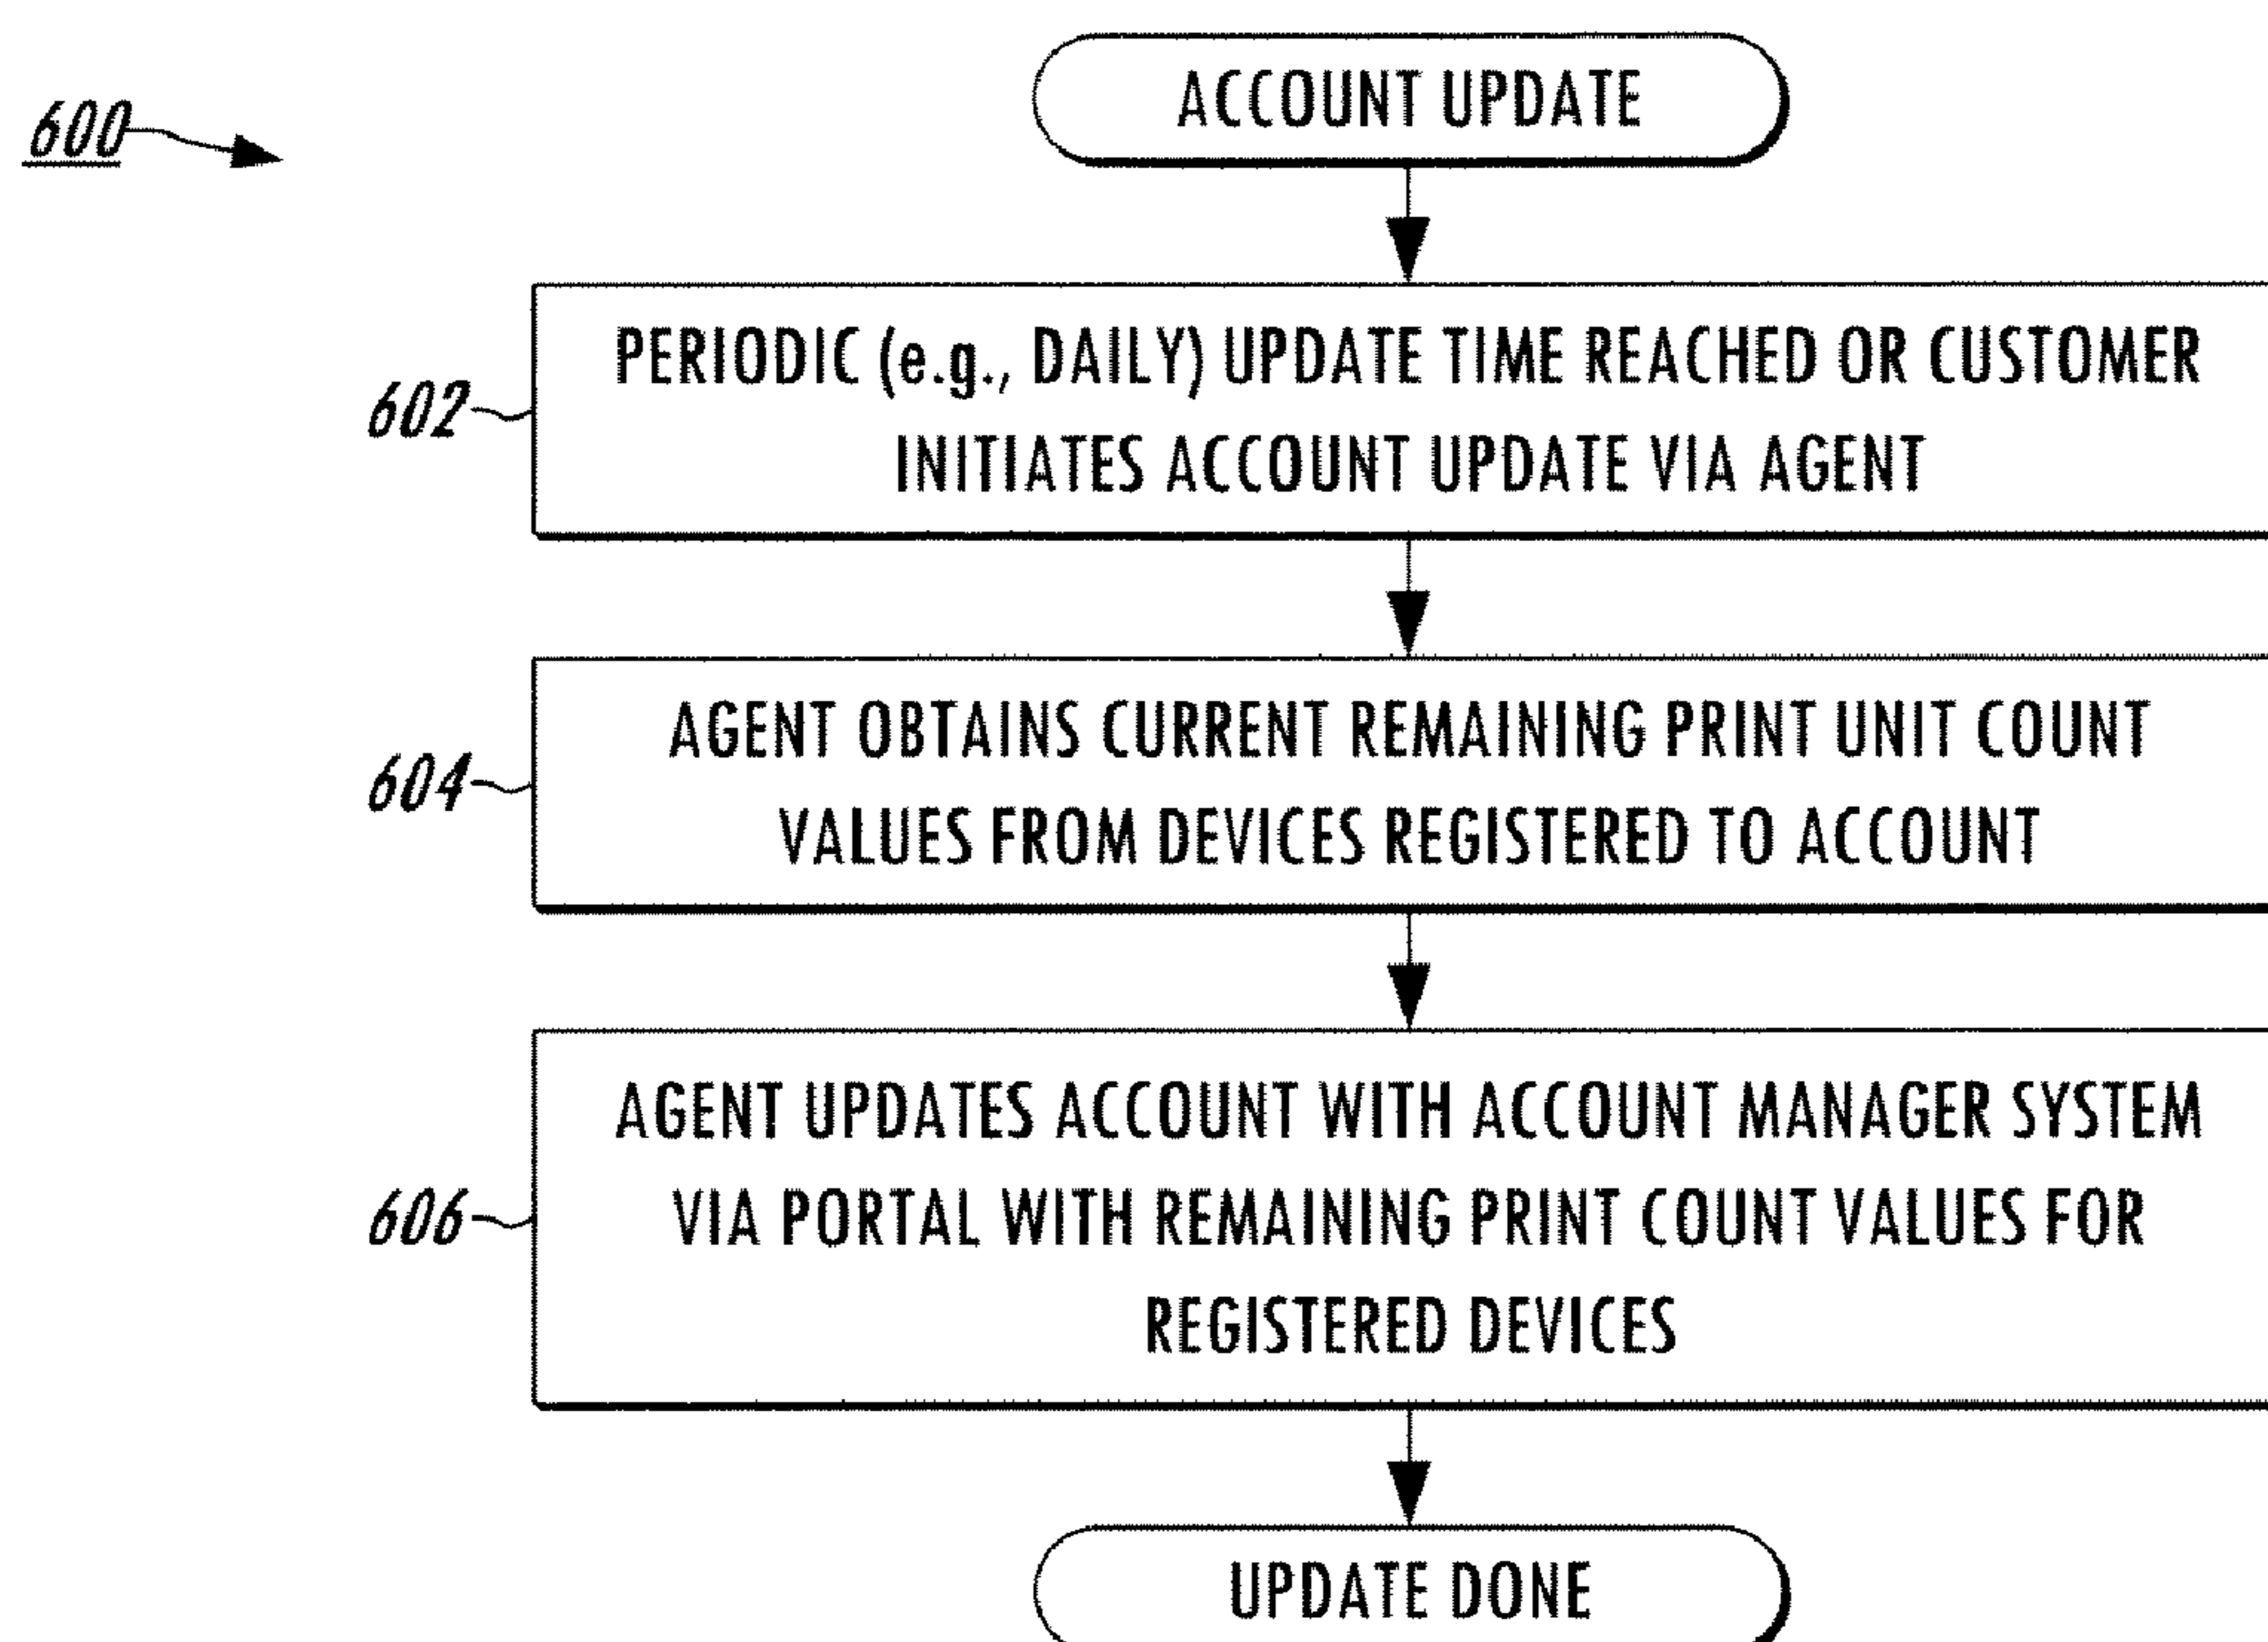 600
ACCOUNT UPDATE
602
PERIODIC (e.g., DAILY) UPDATE TIME REACHED OR CUSTOMER
INITIATES ACCOUNT UPDATE VIA AGENT
604
AGENT OBTAINS CURRENT REMAINING PRINT UNIT COUNT
VALUES FROM DEVICES REGISTERED TO ACCOUNT
606
AGENT UPDATES ACCOUNT WITH ACCOUNT MANAGER SYSTEM
VIA PORTAL WITH REMAINING PRINT COUNT VALUES FOR
REGISTERED DEVICES
UPDATE DONE